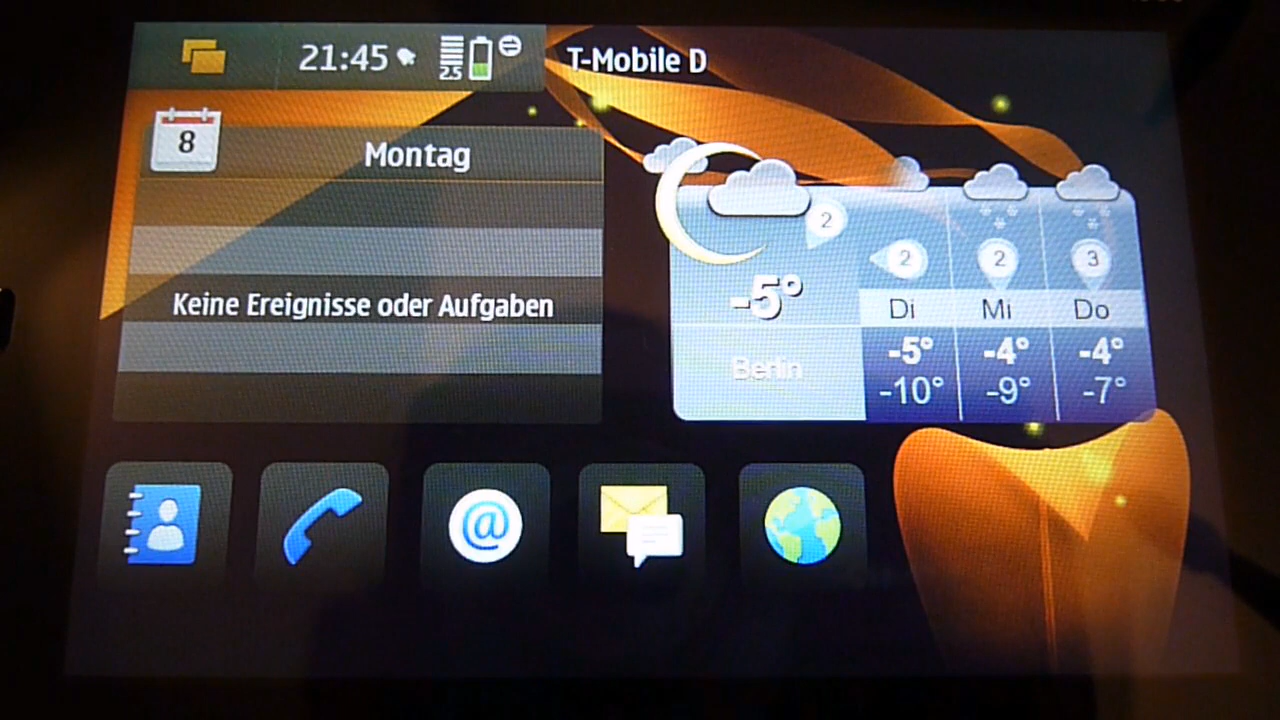 21:45
2.5
T-Mobile D
8
Montag
Keine Ereignisse oder Aufgaben
2
-5°
Berlin
2
2
3
Di
Mi
Do
-5°
-4°
-4°
-10°
-9°
-7°
@